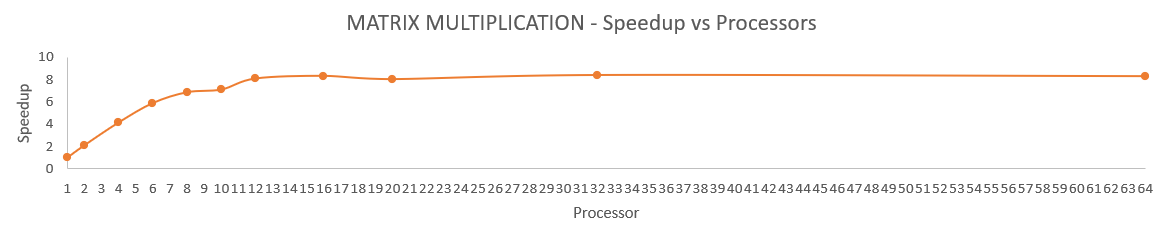 MATRIX MULTIPLICATION - Speedup vs Processors
10
8
6
4
2
0
Speedup
1 2 3 4 5 6 7 8 9 10 11 12 13 14 15 16 17 18 19 20 21 22 23 24 25 26 27 28 29 30 31 32 33 34 35 36 37 38 39 40 41 42 43 44 45 46 47 48 49 50 51 52 53 54 55 56 57 58 59 60 61 62 63 64
Processor